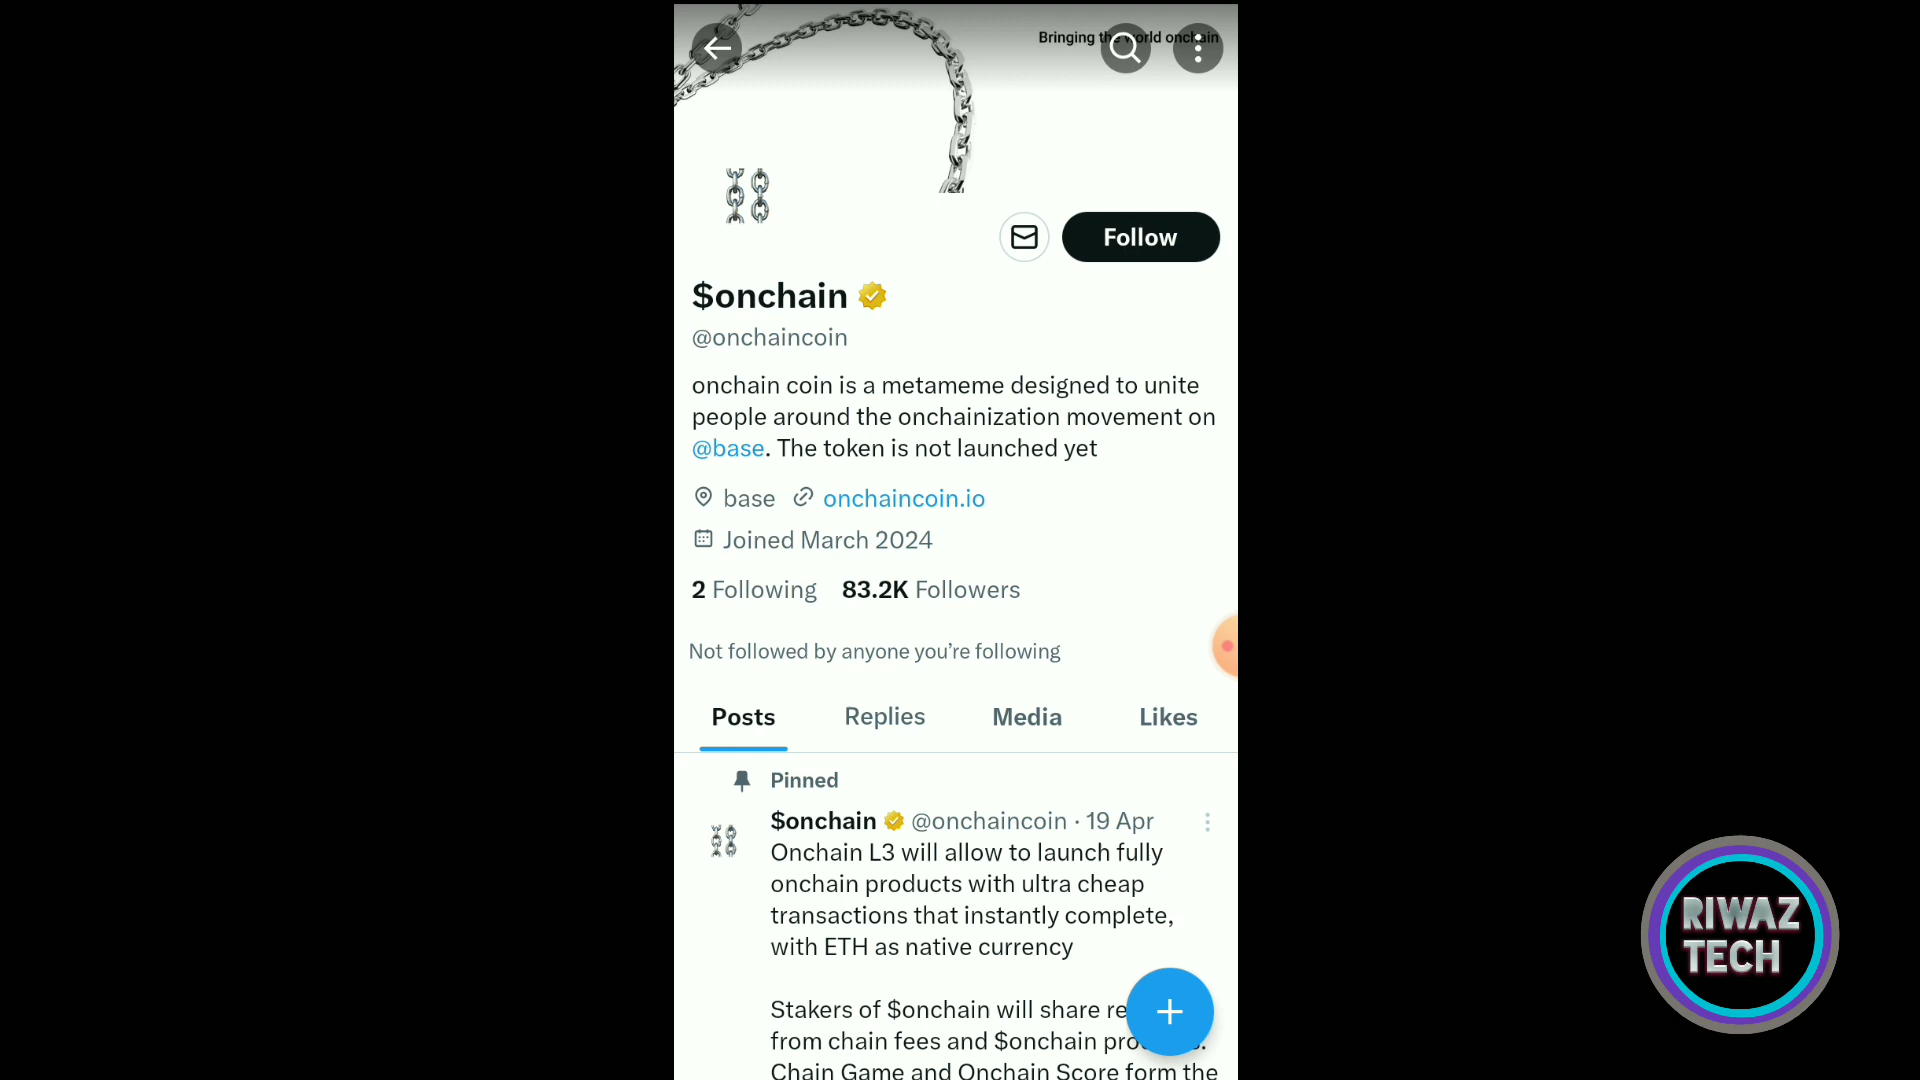 Bringing the world onchain
Follow
$onchain
@onchaincoin
onchain coin is a metameme designed to unite
people around the onchainization movement on
@base. The token is not launched yet
base onchaincoin.io
Joined March 2024
2 Following 83.2K Followers
Not followed by anyone you're following
Posts Replies Media Likes
Pinned
$onchain @onchaincoin · 19 Apr
Onchain L3 will allow to launch fully
onchain products with ultra cheap
transactions that instantly complete,
with ETH as native currency
Stakers of $onchain will share
from chain fees and $onchain
Chain Game and Onchain Score form the
RIWAZ
TECH